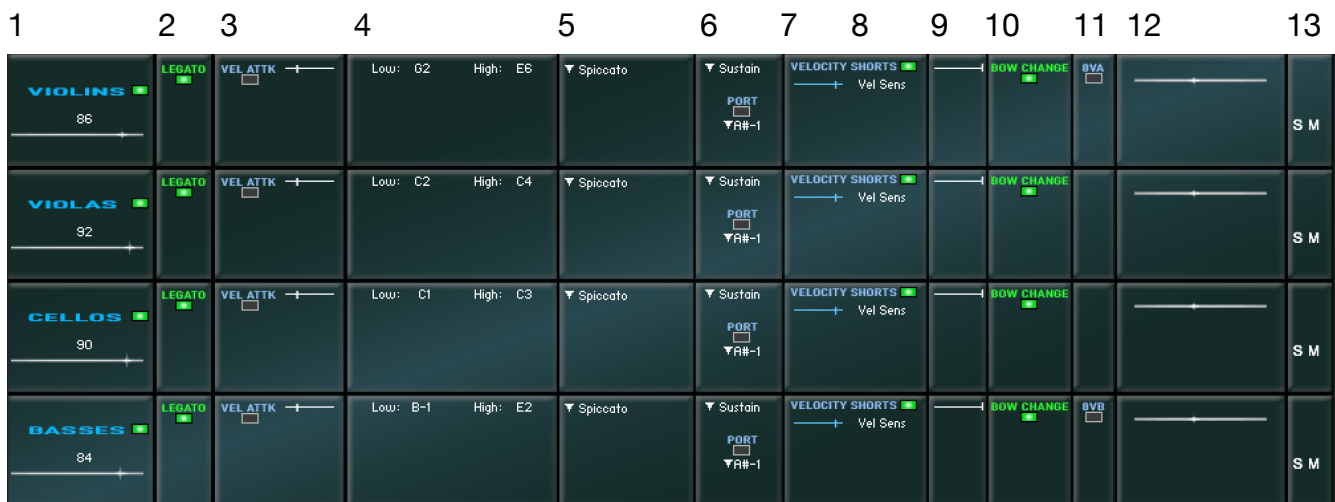 1 2 3 4 5 6 7 8 9 10 11 12 13
LEGATO VEL ATTK Low: G2 High: E6 Spiccato Sustain VELOCITY SHORTS BOW CHANGE 8VA
VIOLINS Vel Sens
PORT
86 A#-1 S M
LEGATO VEL ATTK Low: C2 High: C4 Spiccato Sustain VELOCITY SHORTS BOW CHANGE
VIOLAS Vel Sens
PORT
92 A#-1 S M
LEGATO VEL ATTK Low: C1 High: C3 Spiccato Sustain VELOCITY SHORTS BOW CHANGE
CELLOS Vel Sens
PORT
90 A#-1 S M
LEGATO VEL ATTK Low: B-1 High: E2 Spiccato Sustain VELOCITY SHORTS BOW CHANGE 8VB
BASSES Vel Sens
PORT
84 A#-1 S M